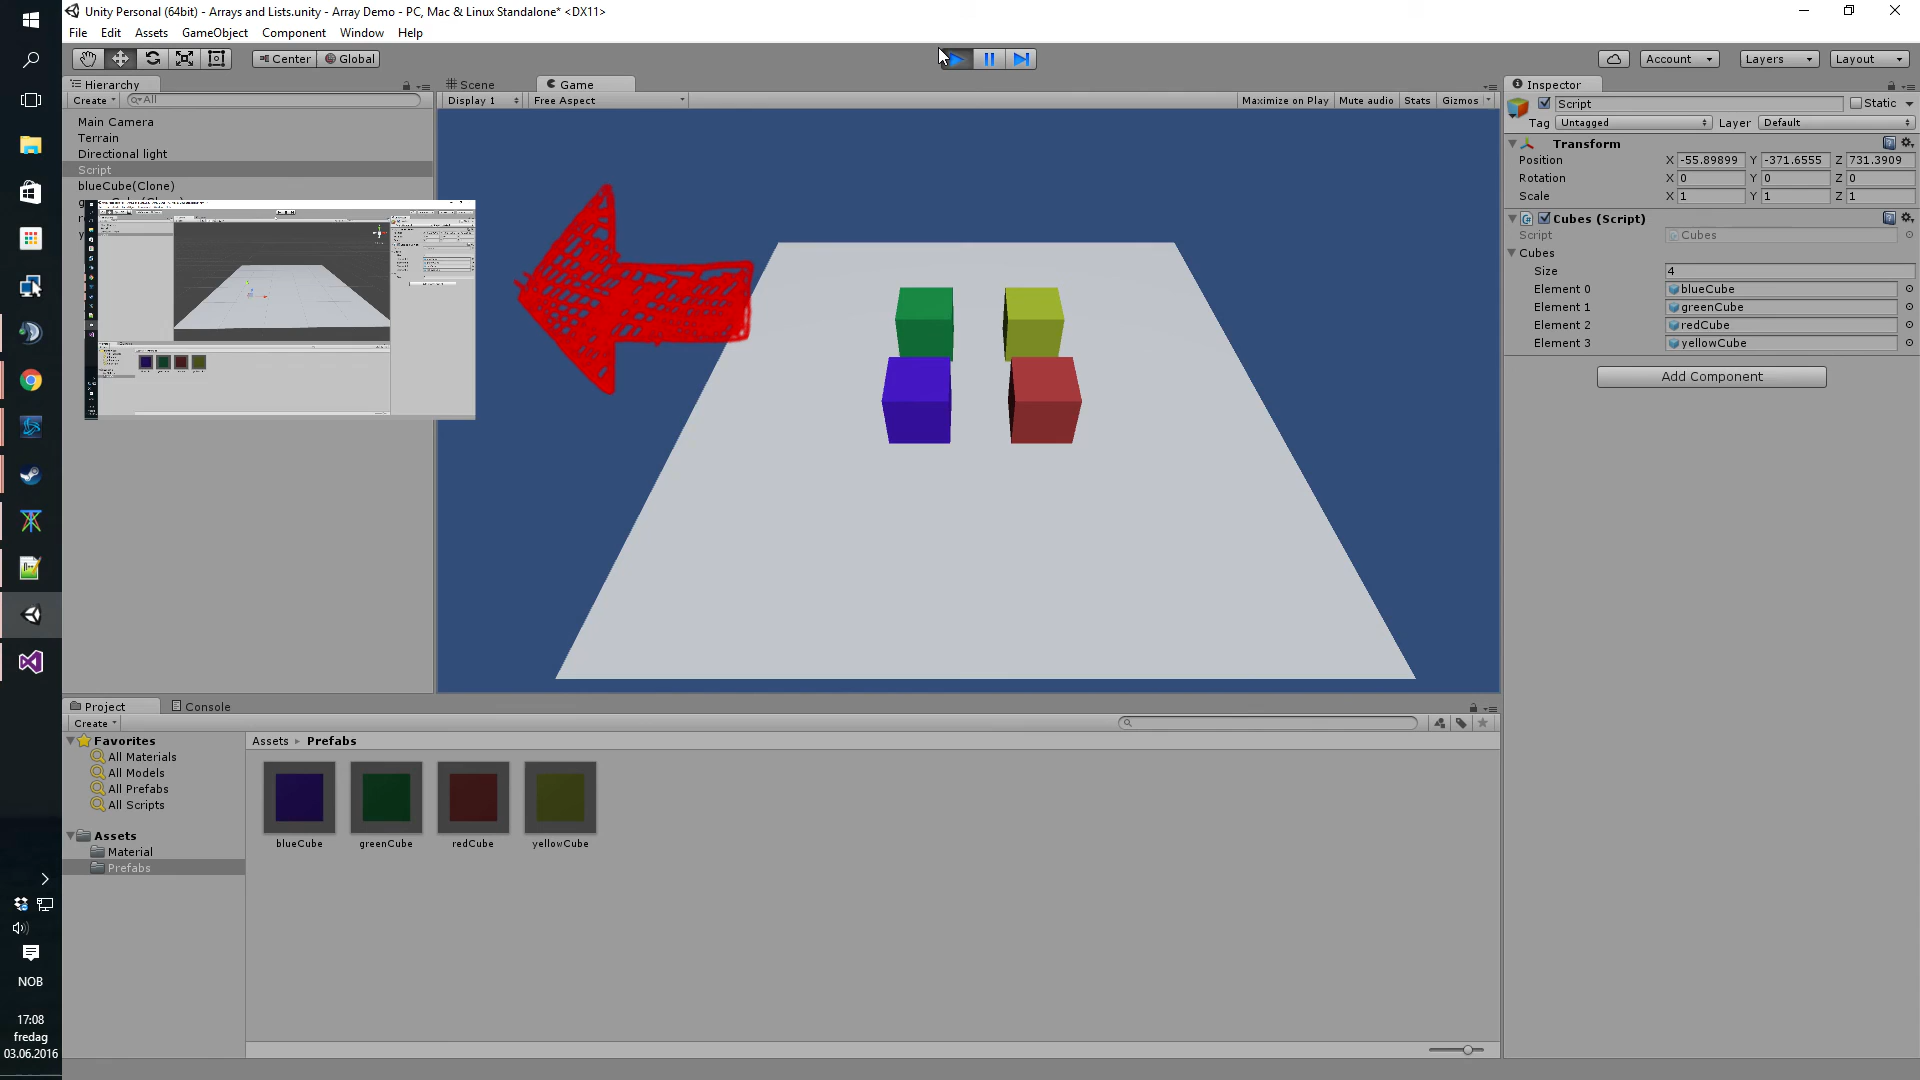 Unity Personal (64bit) - Arrays and Lists.unity - Array Demo - PC, Mac & Linux Standalone* <DX11>
File Edit Assets GameObject Component Window Help
Center Global
Account Layers Layout
Hierarchy
Create All
Main Camera
Terrain
Directional light
Script
blueCube(Clone)
Scene Game
Display 1 Free Aspect Maximize on Play Mute audio Stats Gizmos
Inspector
Script Static
Tag Untagged Layer Default
Transform
Position X -55.89899 Y -371.6555 Z 731.3909
Rotation X 0 Y 0 Z 0
Scale X 1 Y 1 Z 1
Cubes (Script)
Script Cubes
Cubes
Size 4
Element 0 blueCube
Element 1 greenCube
Element 2 redCube
Element 3 yellowCube
Add Component
Project Console
Create
Favorites
All Materials
All Models
All Prefabs
All Scripts
Assets
Material
Prefabs
Assets Prefabs
blueCube greenCube redCube yellowCube
NOB
17:08
fredag
03.06.2016